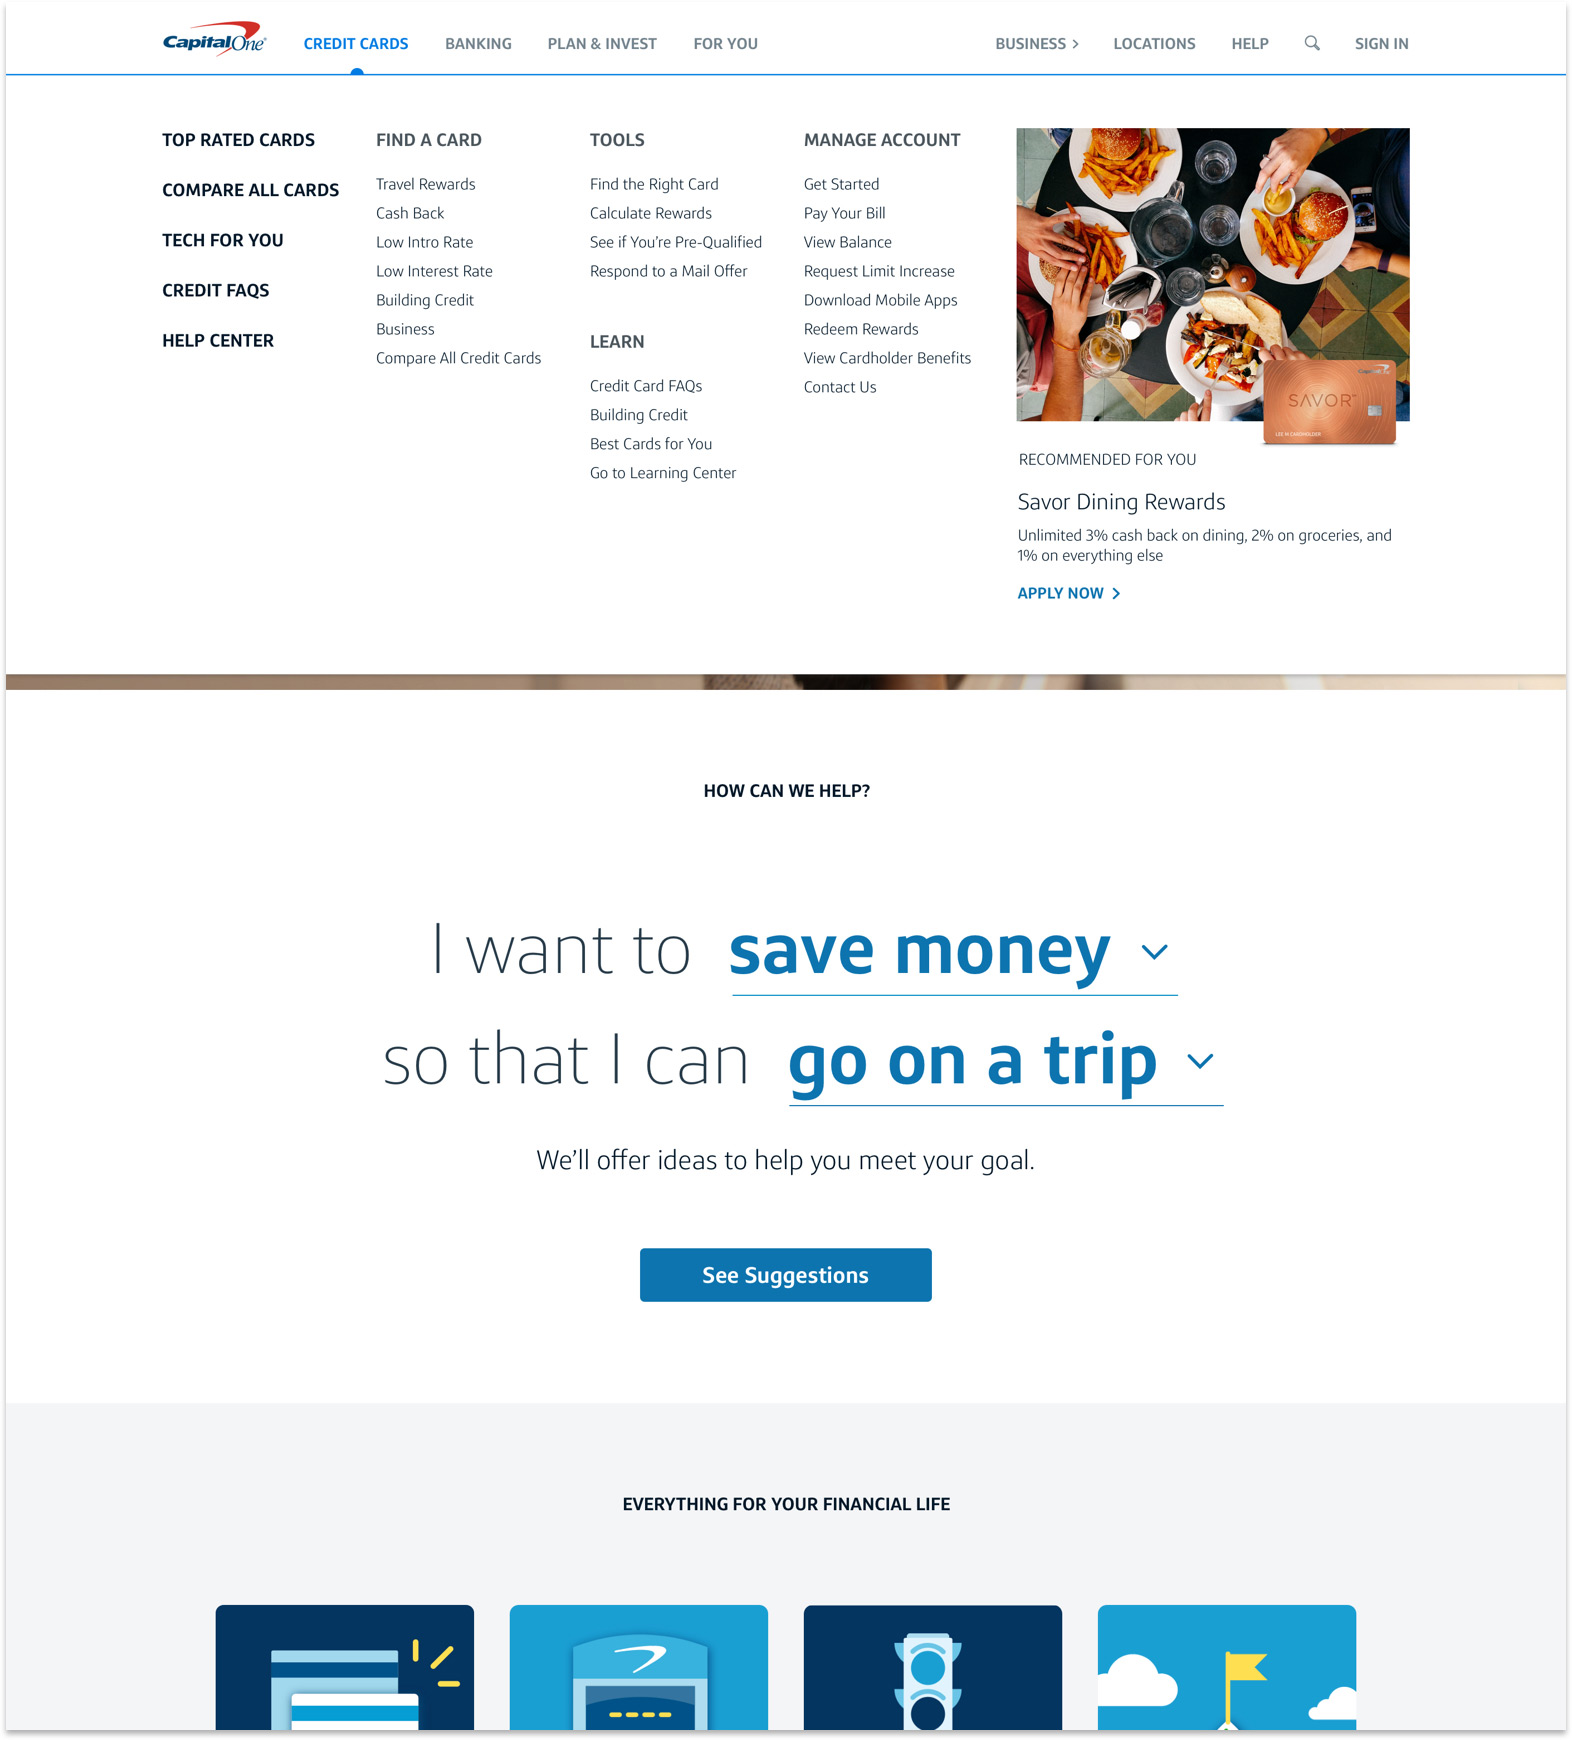 Capital One
CREDIT CARDS
BANKING
PLAN & INVEST
FOR YOU
BUSINESS >
LOCATIONS
HELP
SIGN IN
TOP RATED CARDS
COMPARE ALL CARDS
TECH FOR YOU
CREDIT FAQS
HELP CENTER
FIND A CARD
Travel Rewards
Cash Back
Low Intro Rate
Low Interest Rate
Building Credit
Business
Compare All Credit Cards
TOOLS
Find the Right Card
Calculate Rewards
See if You’re Pre-Qualified
Respond to a Mail Offer
LEARN
Credit Card FAQs
Building Credit
Best Cards for You
Go to Learning Center
MANAGE ACCOUNT
Get Started
Pay Your Bill
View Balance
Request Limit Increase
Download Mobile Apps
Redeem Rewards
View Cardholder Benefits
Contact Us
Capital One
SAVOR™
LEE M CARDHOLDER
RECOMMENDED FOR YOU
Savor Dining Rewards
Unlimited 3% cash back on dining, 2% on groceries, and
1% on everything else
APPLY NOW >
HOW CAN WE HELP?
I want to save money
so that I can go on a trip
We’ll offer ideas to help you meet your goal.
See Suggestions
EVERYTHING FOR YOUR FINANCIAL LIFE